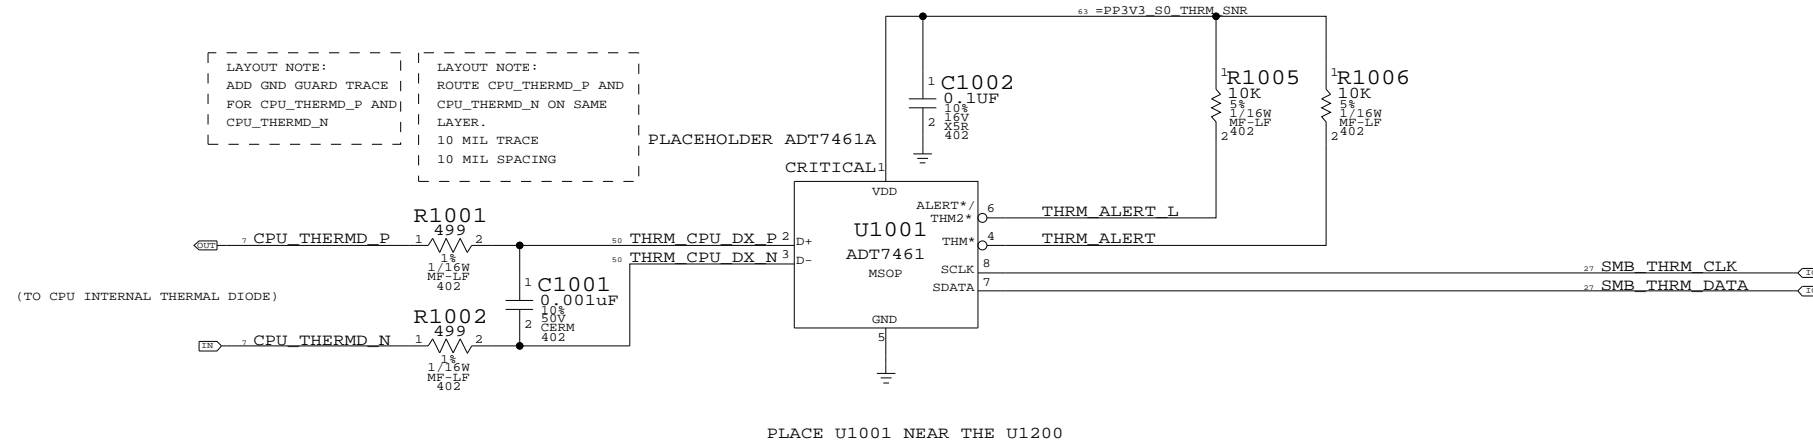 63 =PP3V3_S0_THRM_SNR
LAYOUT NOTE:
ADD GND GUARD TRACE
FOR CPU_THERMD_P AND
CPU_THERMD_N
LAYOUT NOTE:
ROUTE CPU_THERMD_P AND
CPU_THERMD_N ON SAME
LAYER.
10 MIL TRACE
10 MIL SPACING
PLACEHOLDER ADT7461A
CRITICAL
1
1
C1002
0.1UF
10%
16V
X5R
402
2
1
R1005
10K
5%
1/16W
MF-LF
402
2
1
R1006
10K
5%
1/16W
MF-LF
402
2
VDD
ALERT*/
THM2*
6
THRM_ALERT_L
U1001
ADT7461
MSOP
THM*
4
THRM_ALERT
SCLK
8
27 SMB_THRM_CLK
IO
SDATA
7
27 SMB_THRM_DATA
IO
GND
5
R1001
499
1
2
1%
1/16W
MF-LF
402
OUT
7 CPU_THERMD_P
50 THRM_CPU_DX_P
2
D+
50 THRM_CPU_DX_N
3
D-
1
C1001
0.001uF
10%
50V
CERM
402
2
(TO CPU INTERNAL THERMAL DIODE)
R1002
499
1
2
1%
1/16W
MF-LF
402
IN
7 CPU_THERMD_N
PLACE U1001 NEAR THE U1200